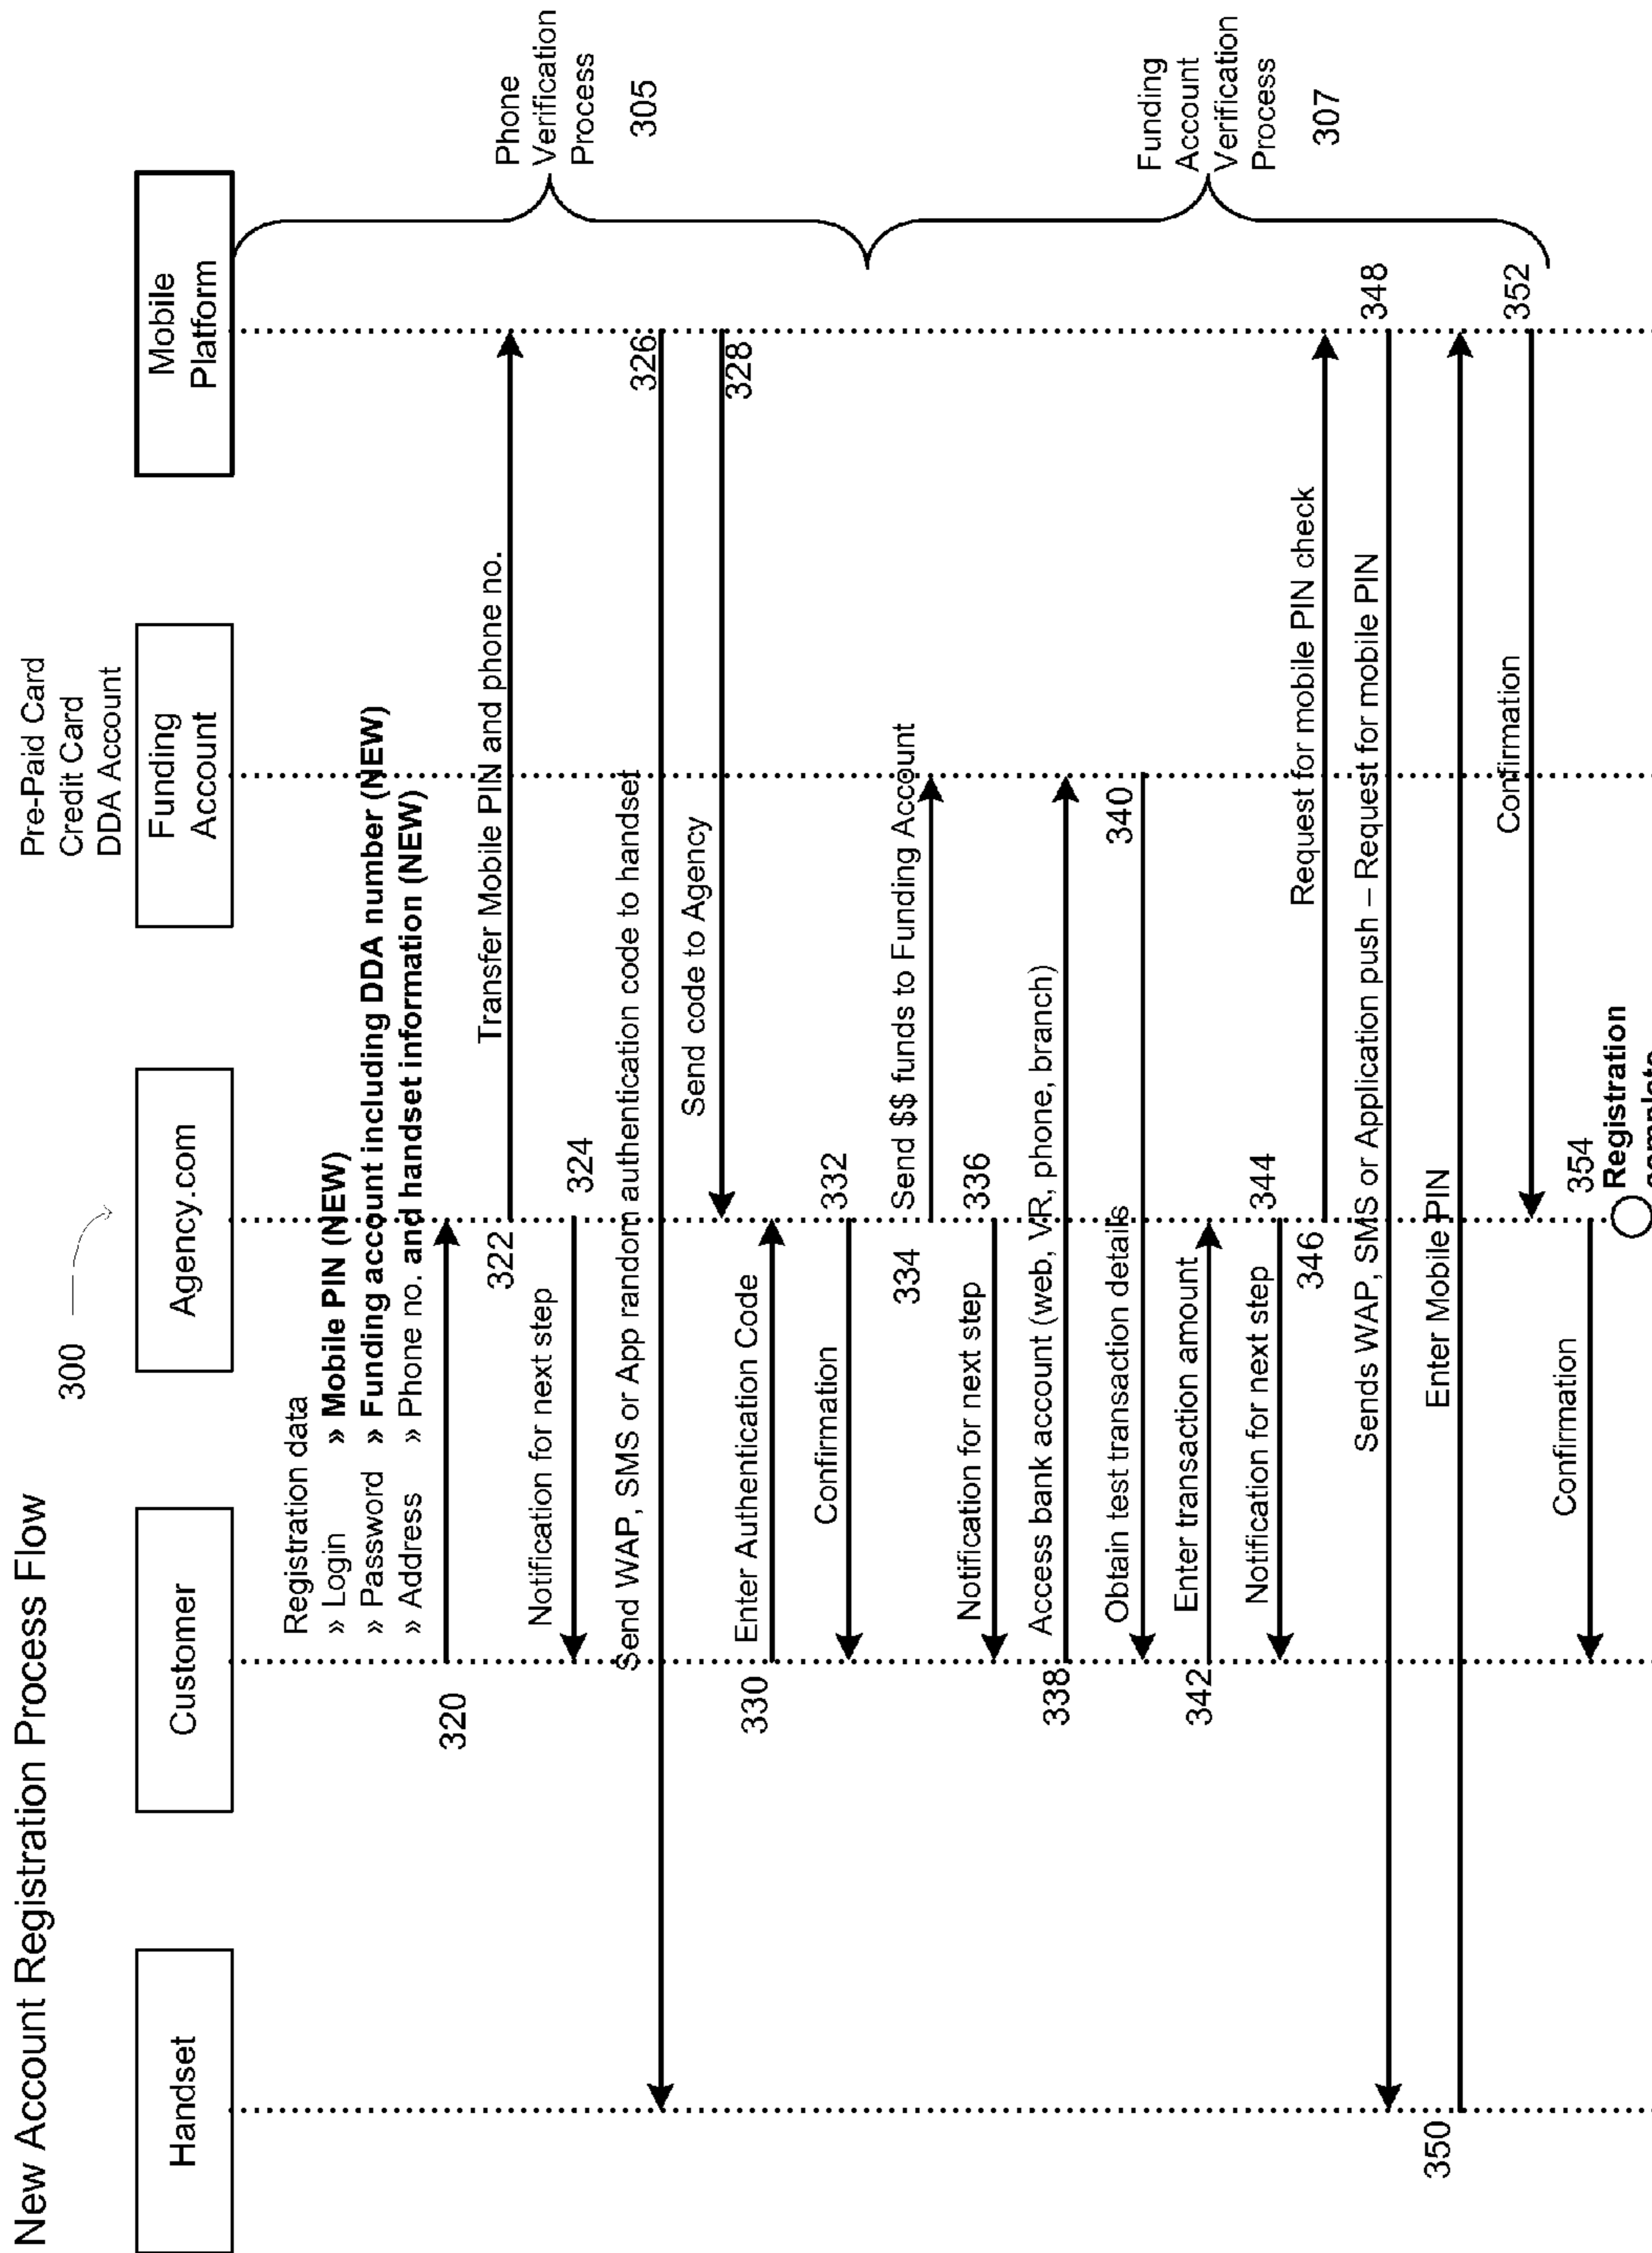 New Account Registration Process Flow
300
Pre-Paid Card
Credit Card
DDA Account
Handset
Customer
Agency.com
Funding
Account
Mobile
Platform
Registration data
» Login » Mobile PIN (NEW)
» Password » Funding account including DDA number (NEW)
» Address » Phone no. and handset information (NEW)
320
322
Transfer Mobile PIN and phone no.
Phone
Verification
Process
305
Notification for next step
324
Send WAP, SMS or App random authentication code to handset
326
Send code to Agency
328
330
Enter Authentication Code
Confirmation
332
334
Send $$ funds to Funding Account
Notification for next step
336
338
Access bank account (web, VR, phone, branch)
Obtain test transaction details
340
342
Enter transaction amount
Funding
Account
Verification
Process
307
Notification for next step
344
346
Request for mobile PIN check
Sends WAP, SMS or Application push – Request for mobile PIN
348
350
Enter Mobile PIN
Confirmation
352
Confirmation
354
Registration
complete